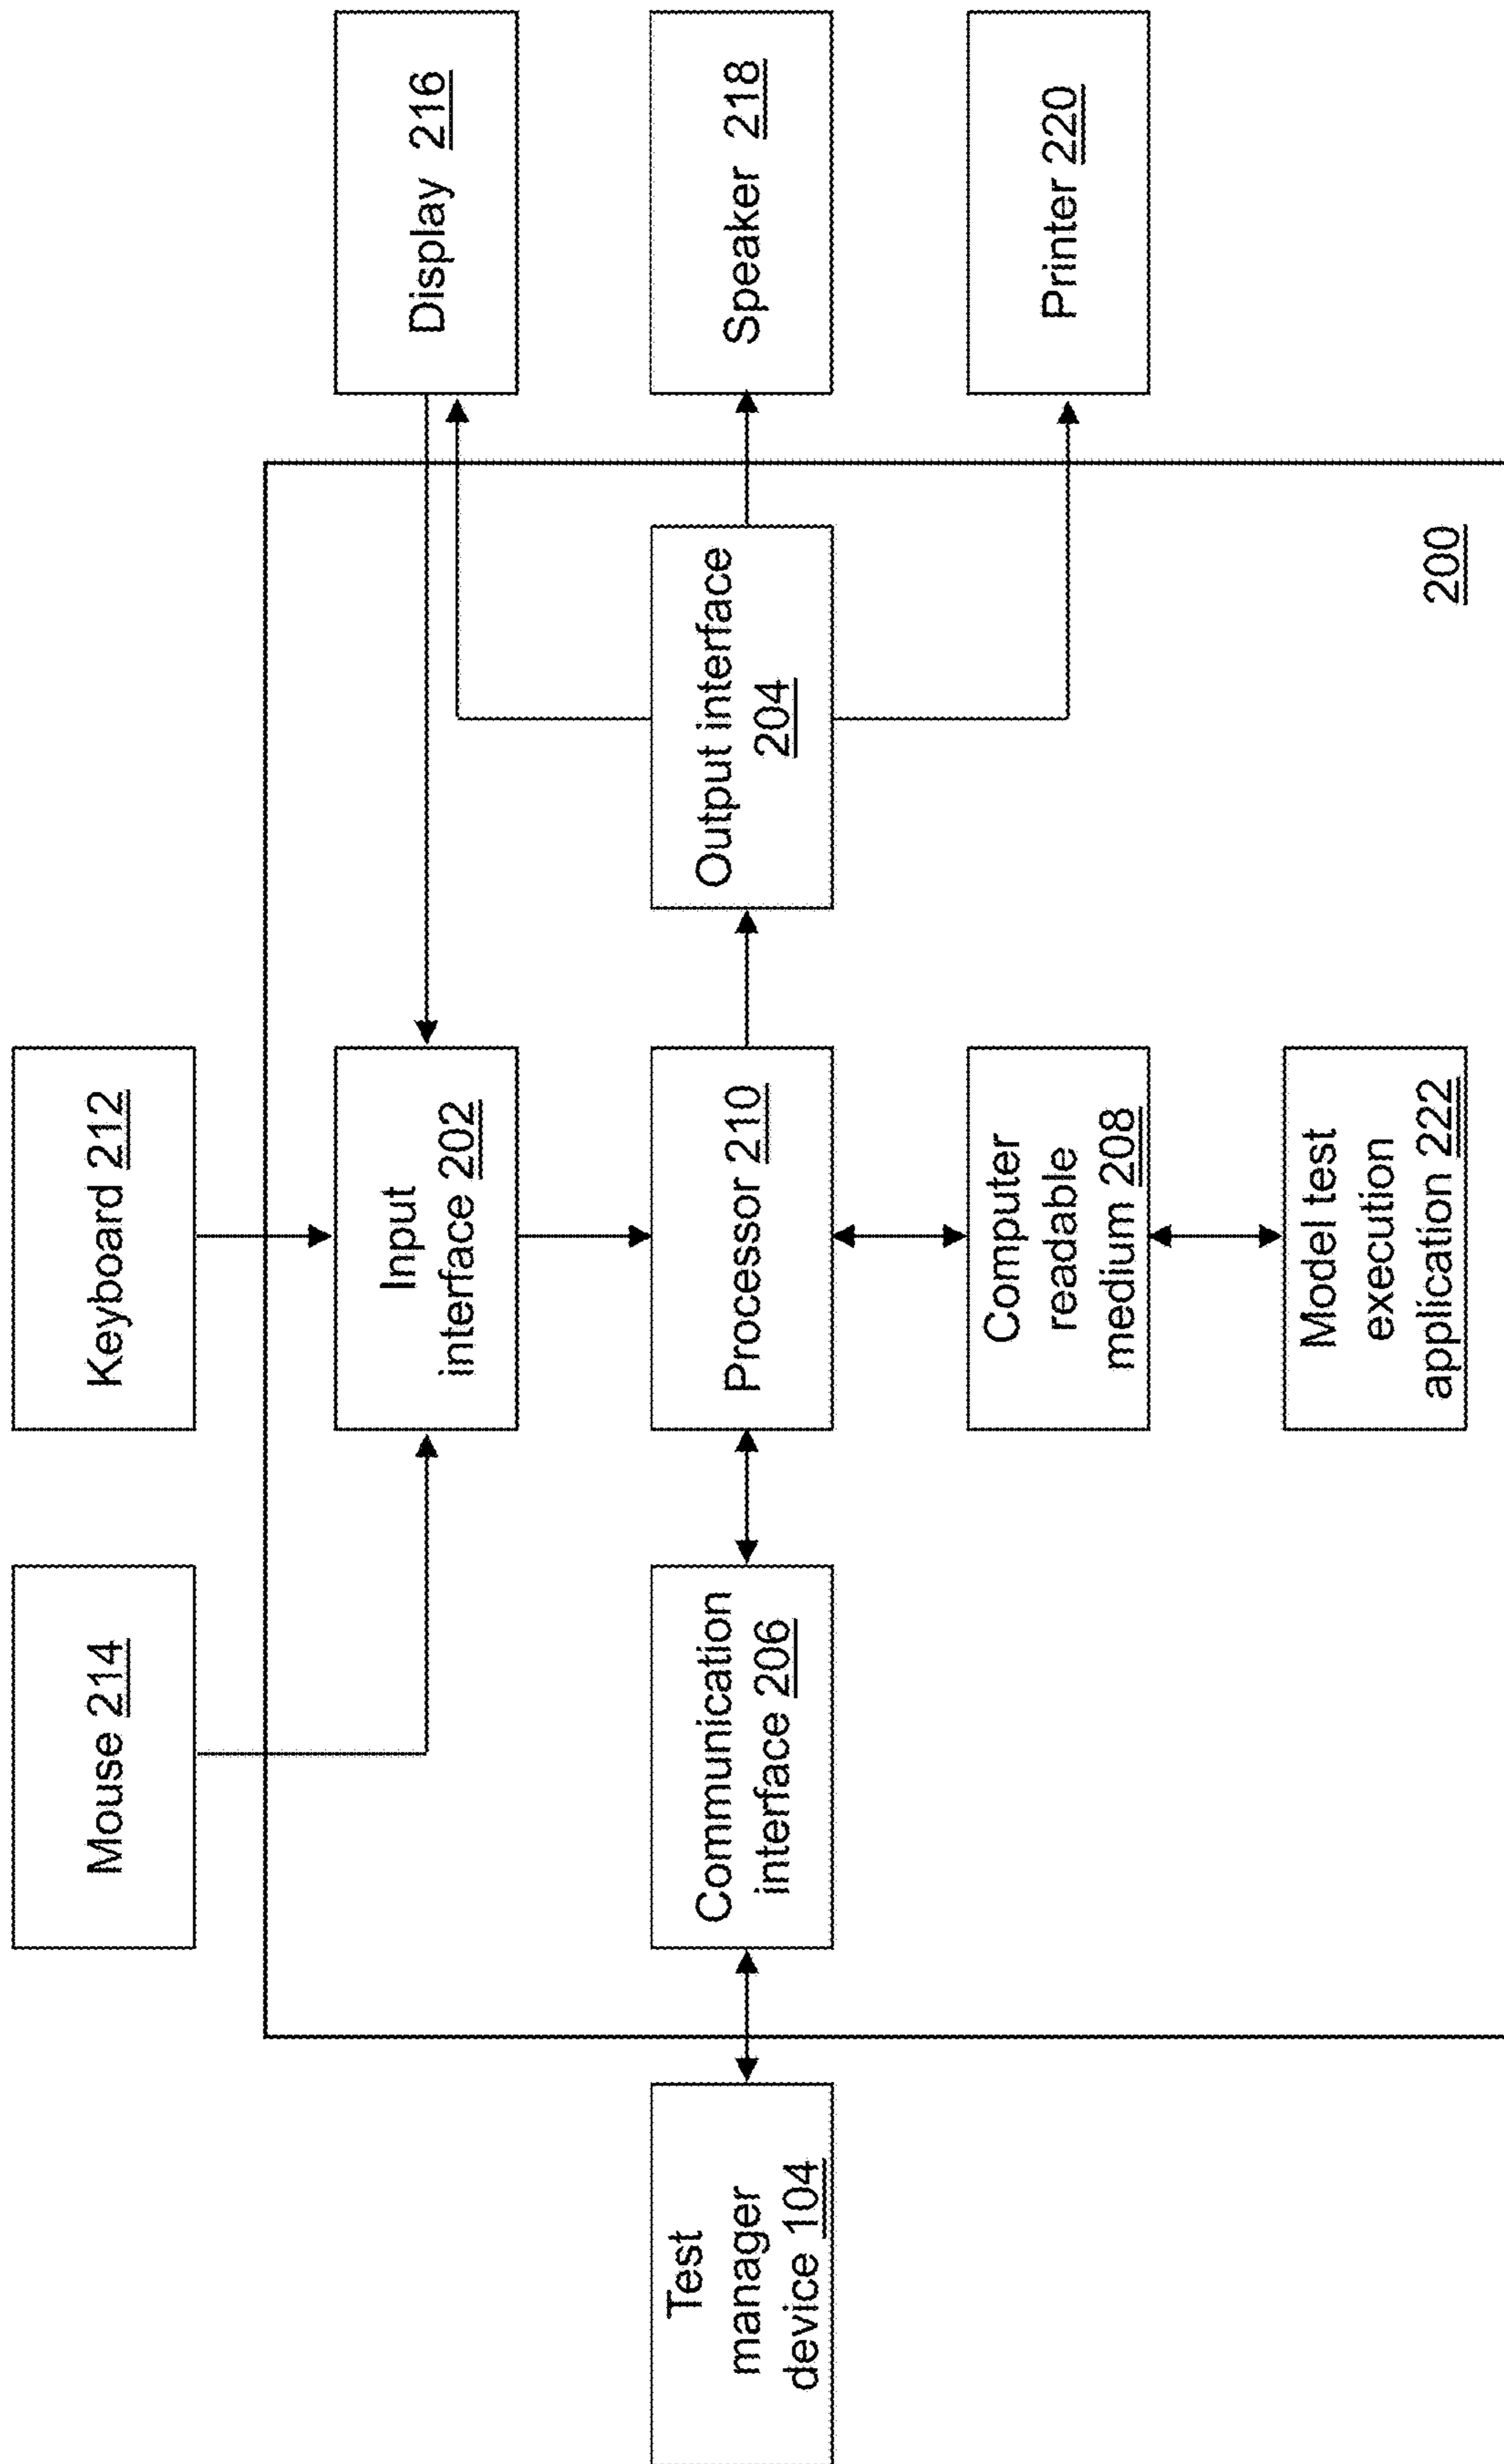 Mouse 214
Keyboard 212
Input
interface 202
Display 216
Test
manager
device 104
Communication
interface 206
Processor 210
Output interface
204
Speaker 218
Computer
readable
medium 208
Printer 220
Model test
execution
application 222
200